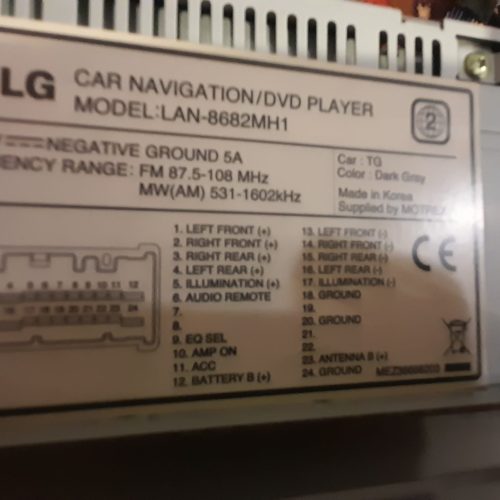 LG CAR NAVIGATION/DVD PLAYER
MODEL:LAN-8682MH1
2
NEGATIVE GROUND 5A
ENCY RANGE: FM 87.5-108 MHz
MW(AM) 531-1602kHz
Car : TG
Color : Dark Gray
Made in Korea
Supplied by MOTREX
1. LEFT FRONT (+)
2. RIGHT FRONT (+)
3. RIGHT REAR (+)
4. LEFT REAR (+)
5. ILLUMINATION (+)
6. AUDIO REMOTE
7.
8.
9. EQ SEL
10. AMP ON
11. ACC
12. BATTERY B (+)
13. LEFT FRONT (-)
14. RIGHT FRONT (-)
15. RIGHT REAR (-)
16. LEFT REAR (-)
17. ILLUMINATION (-)
18. GROUND
19.
20. GROUND
21.
22.
23. ANTENNA B (+)
24. GROUND
CE